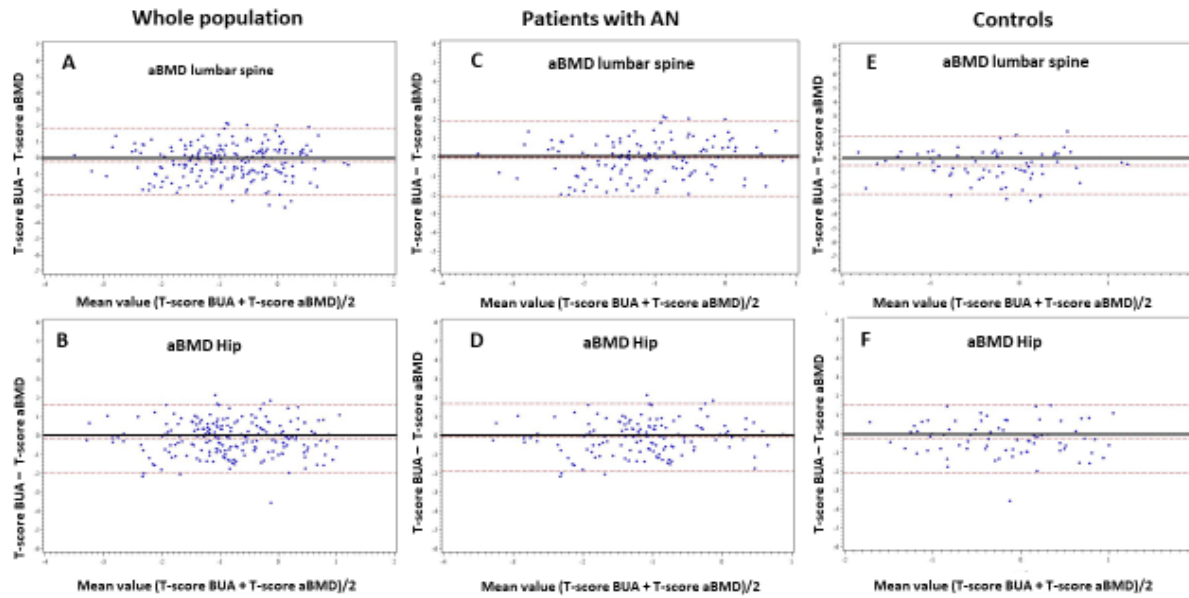 Whole population
Patients with AN
Controls
A
aBMD lumbar spine
T-score BUA – T-score aBMD
Mean value (T-score BUA + T-score aBMD)/2
C
aBMD lumbar spine
T-score BUA – T-score aBMD
Mean value (T-score BUA + T-score aBMD)/2
E
aBMD lumbar spine
T-score BUA – T-score aBMD
Mean value (T-score BUA + T-score aBMD)/2
B
aBMD Hip
T-score BUA – T-score aBMD
Mean value (T-score BUA + T-score aBMD)/2
D
aBMD Hip
T-score BUA – T-score aBMD
Mean value (T-score BUA + T-score aBMD)/2
F
aBMD Hip
T-score BUA – T-score aBMD
Mean value (T-score BUA + T-score aBMD)/2